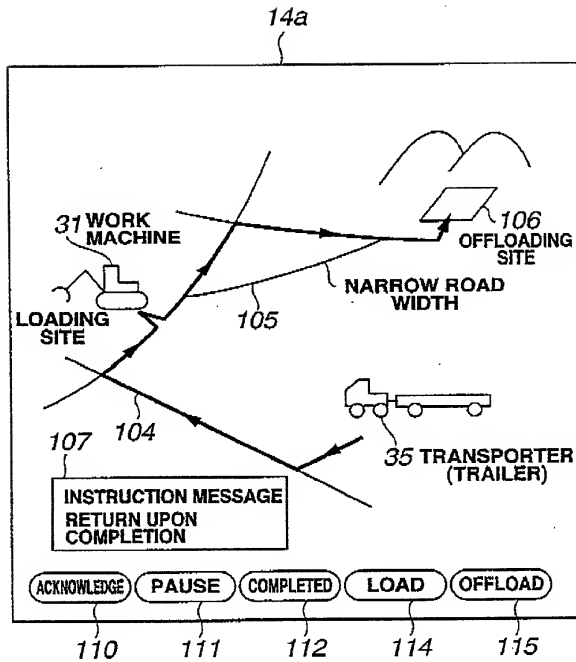 14a
31 WORK
MACHINE
106
OFFLOADING
SITE
NARROW ROAD
WIDTH
105
LOADING
SITE
104
107
35 TRANSPORTER
(TRAILER)
INSTRUCTION MESSAGE
RETURN UPON
COMPLETION
ACKNOWLEDGE PAUSE COMPLETED LOAD OFFLOAD
110 111 112 114 115